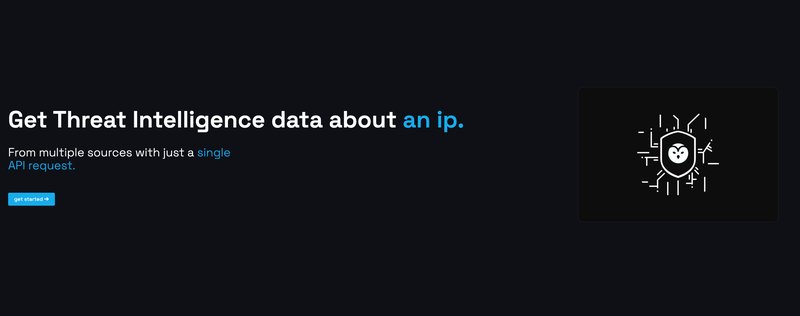 Get Threat Intelligence data about an ip.
From multiple sources with just a single
API request.
get started →